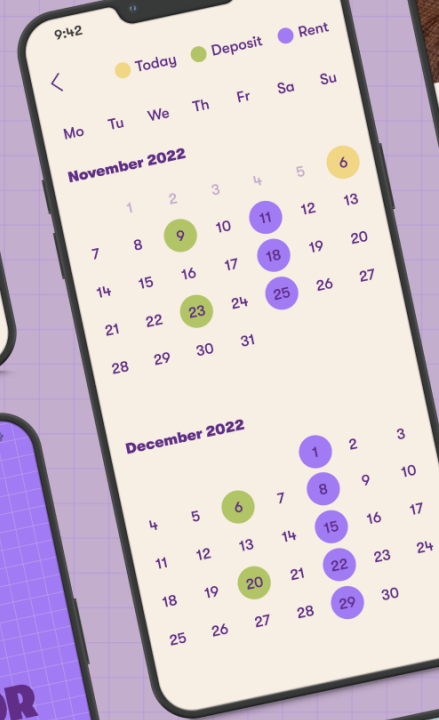 9:42
Today Deposit Rent
Mo Tu We Th Fr Sa Su
November 2022
1 2 3 4 5 6
7 8 9 10 11 12 13
14 15 16 17 18 19 20
21 22 23 24 25 26 27
28 29 30 31
December 2022
1 2 3
4 5 6 7 8 9 10
11 12 13 14 15 16 17
18 19 20 21 22 23 24
25 26 27 28 29 30
OR